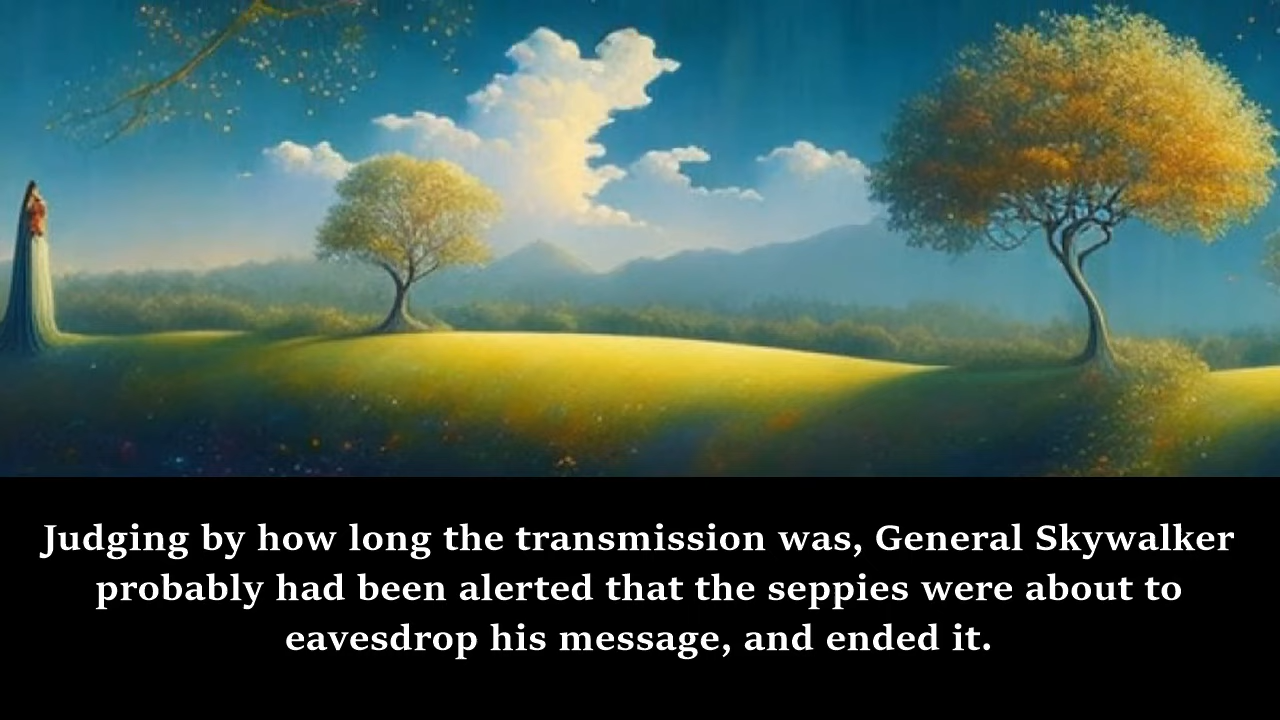 Judging by how long the transmission was, General Skywalker
probably had been alerted that the seppies were about to
eavesdrop his message, and ended it.